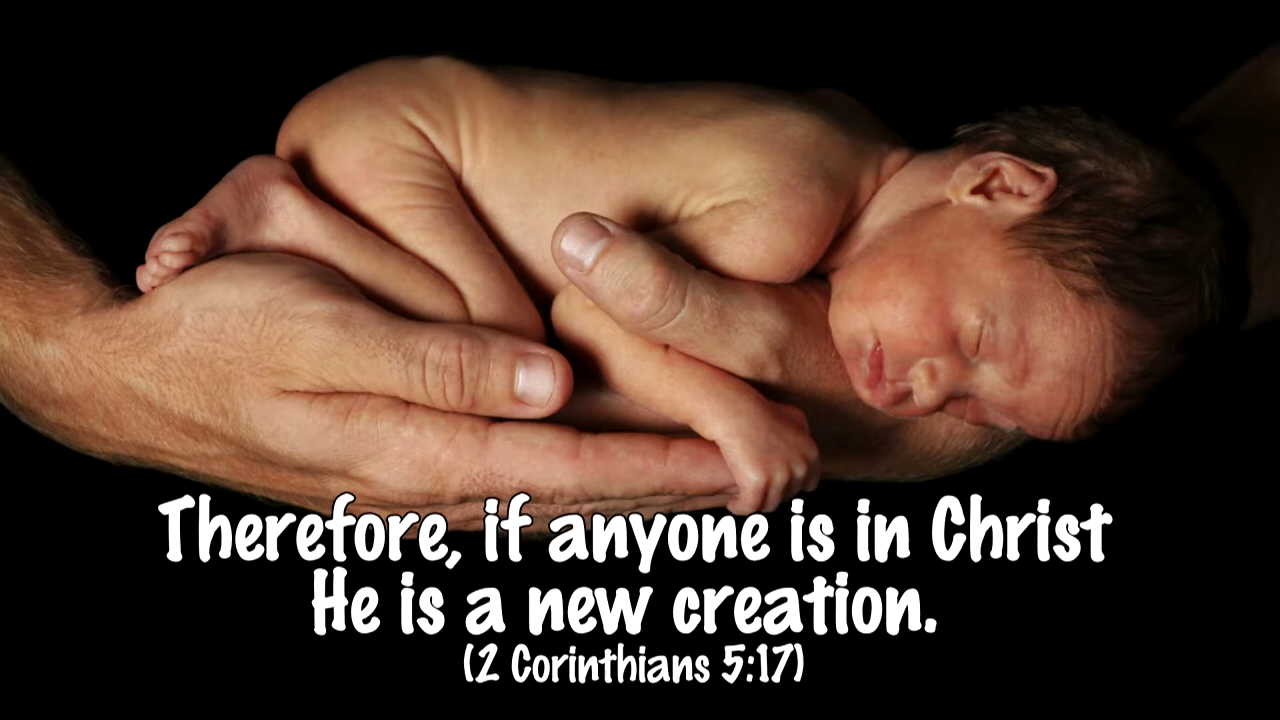 Therefore, if anyone is in Christ
He is a new creation.
(2 Corinthians 5:17)